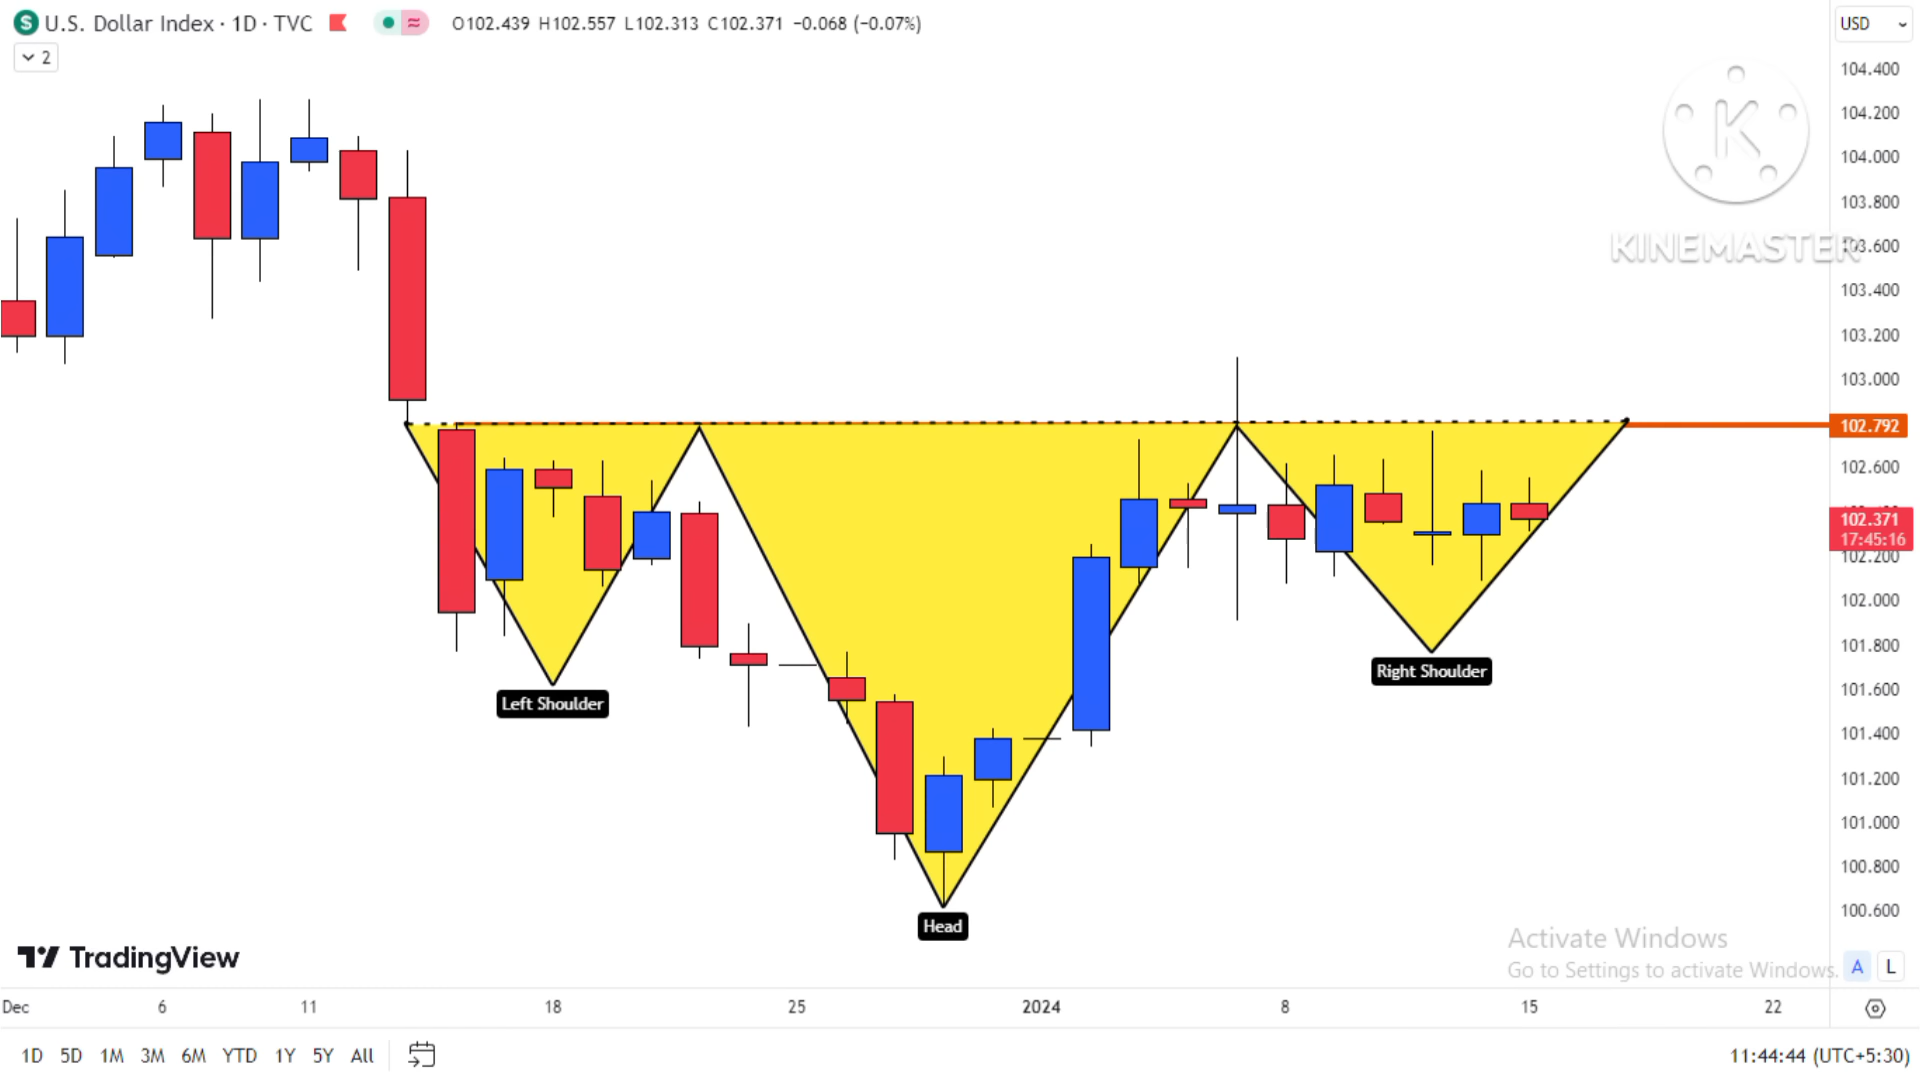 U.S. Dollar Index · 1D · TVC O102.439 H102.557 L102.313 C102.371 −0.068 (−0.07%) USD
2
104.400
104.200
104.000
103.800
103.600
103.400
103.200
103.000
102.792
102.600
102.371
17:45:16
102.200
102.000
101.800
101.600
101.400
101.200
101.000
100.800
100.600
K
KINEMASTER
Left Shoulder
Right Shoulder
Head
TradingView
Activate Windows
Go to Settings to activate Windows.
A L
Dec 6 11 18 25 2024 8 15 22
1D 5D 1M 3M 6M YTD 1Y 5Y All 11:44:44 (UTC+5:30)